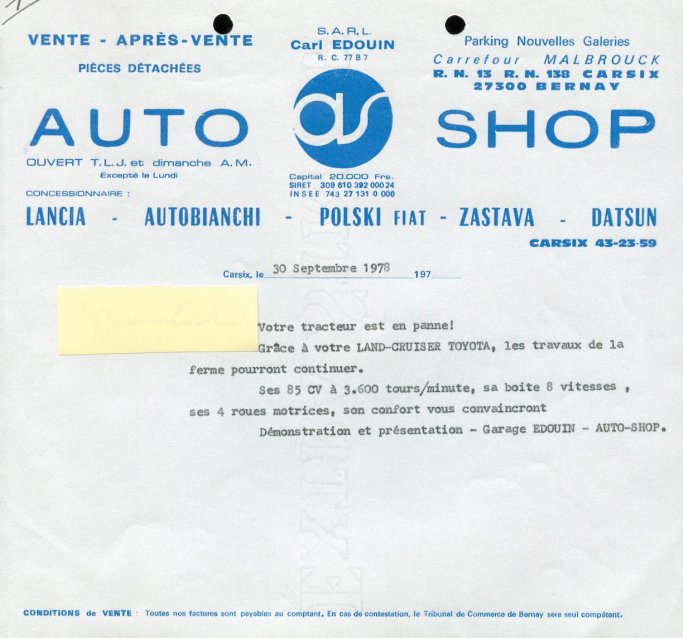 VENTE - APRÈS-VENTE
PIÈCES DÉTACHÉES
S.A.R.L.
Carl EDOUIN
R.C. 77 B 7
Parking Nouvelles Galeries
Carrefour MALBROUCK
R.N. 13 R.N. 138 CARSIX
27300 BERNAY
AUTO as SHOP
OUVERT T.L.J. et dimanche A.M.
Excepté le Lundi
Capital 20.000 Frs.
SIRET 309 610 392 000 24
INSEE 743 27 131 0 000
CONCESSIONNAIRE :
LANCIA - AUTOBIANCHI - POLSKI FIAT - ZASTAVA - DATSUN
CARSIX 43-23-59
Carsix, le 30 Septembre 1978 197
Votre tracteur est en panne!
Grâce à votre LAND-CRUISER TOYOTA, les travaux de la
ferme pourront continuer.
Ses 85 CV à 3.600 tours/minute, sa boite 8 vitesses ,
ses 4 roues motrices, son confort vous convaincront
Démonstration et présentation - Garage EDOUIN - AUTO-SHOP.
CONDITIONS de VENTE : Toutes nos factures sont payables au comptant. En cas de contestation, le Tribunal de Commerce de Bernay sera seul compétent.